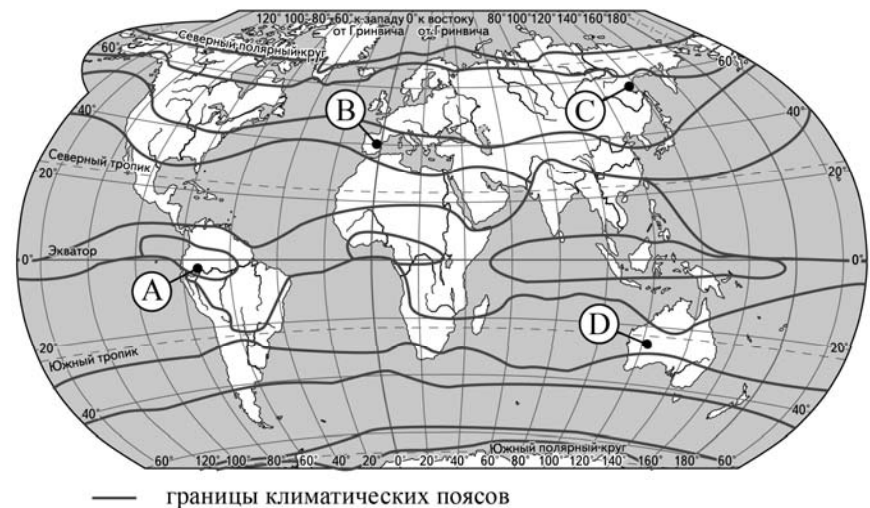 120°100°-80°-60° к западу 0° к востоку 80°100°120°140°160°180°
от Гринвича от Гринвича
Северный полярный круг
60° 60°
B C
40° 40°
Северный тропик
20° 20°
Экватор
0° 0°
A
D
20° 20°
Южный тропик
40° 40°
Южный полярный круг
60° 120°100°-80° 60° 40° 20° 0° 20° 40° 60° 80°100°120° 140° 160° 180 60°
границы климатических поясов